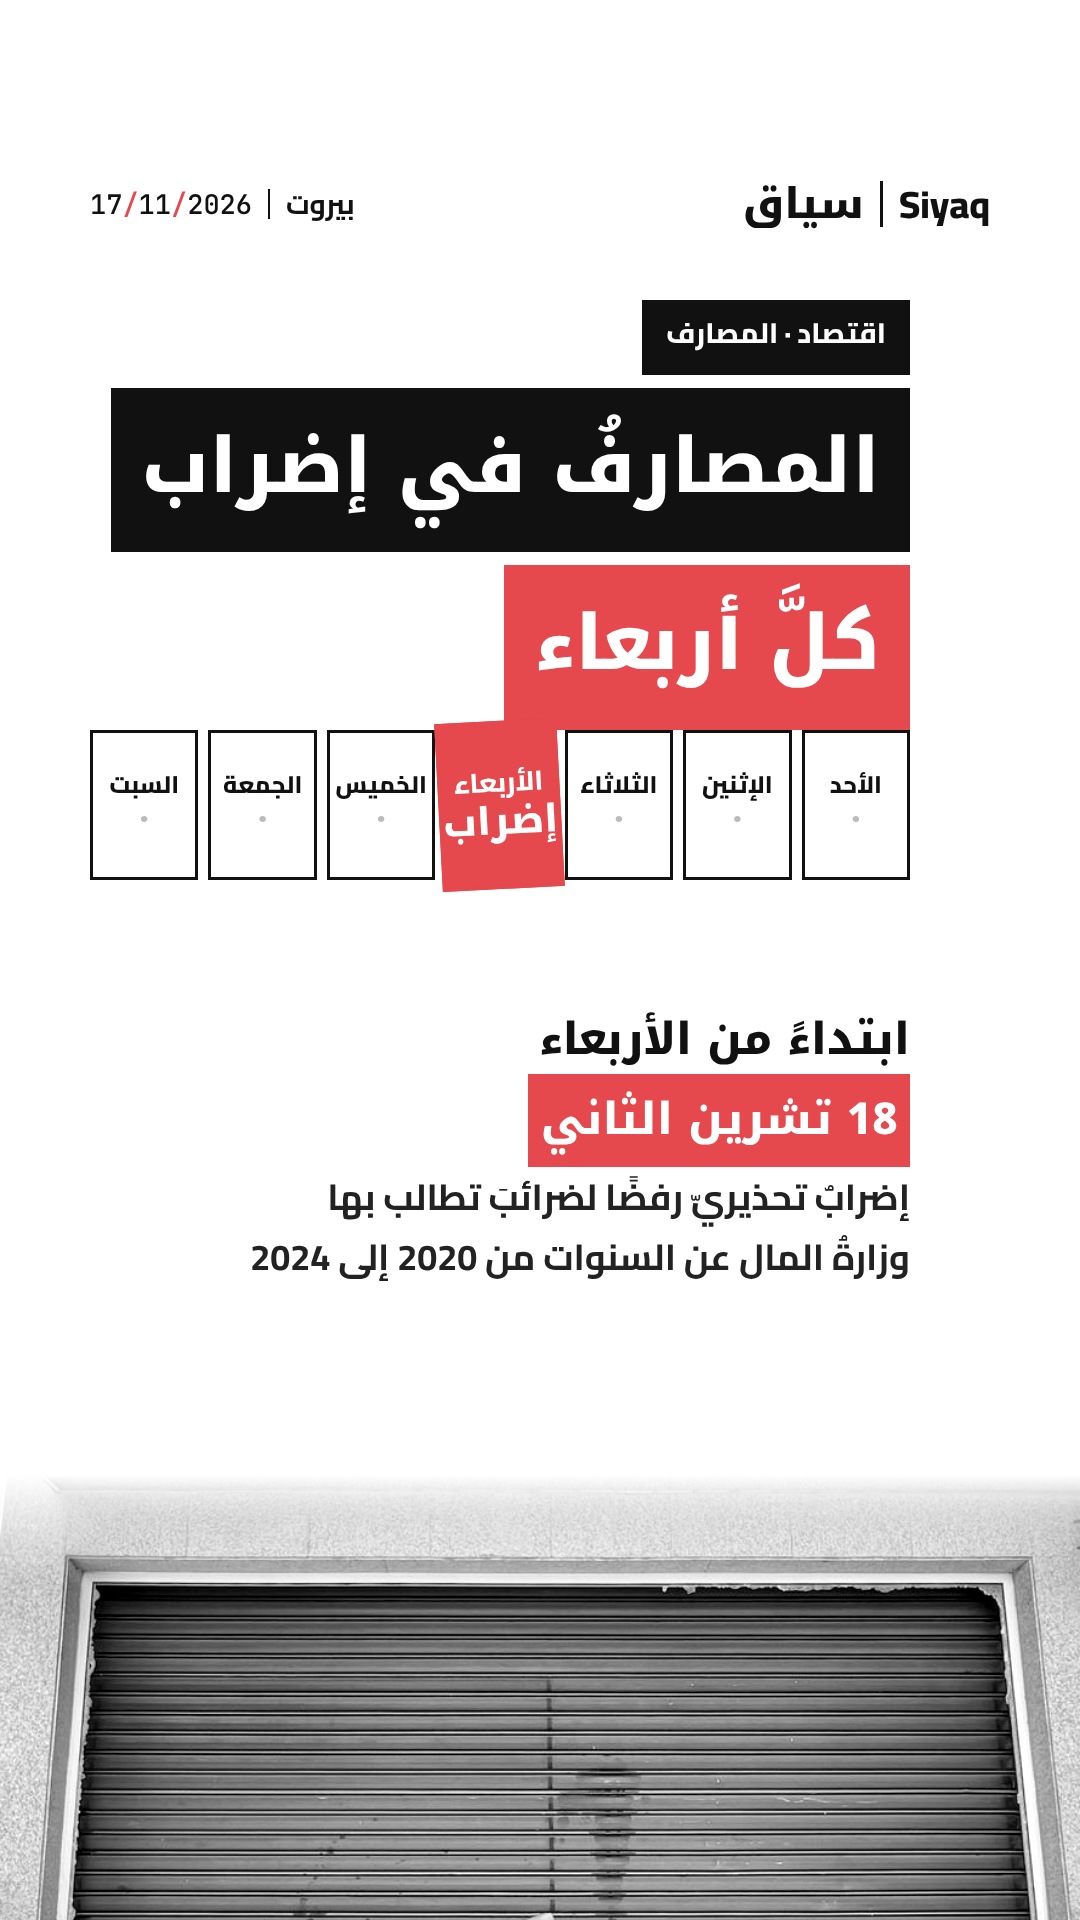 سياق | Siyaq
بيروت | 17/11/2026
اقتصاد · المصارف
المصارفُ في إضراب
كلَّ أربعاء
الأحد
الإثنين
الثلاثاء
الأربعاء
إضراب
الخميس
الجمعة
السبت
ابتداءً من الأربعاء
18 تشرين الثاني
إضرابٌ تحذيريّ رفضًا لضرائبَ تطالب بها
وزارةُ المال عن السنوات من 2020 إلى 2024